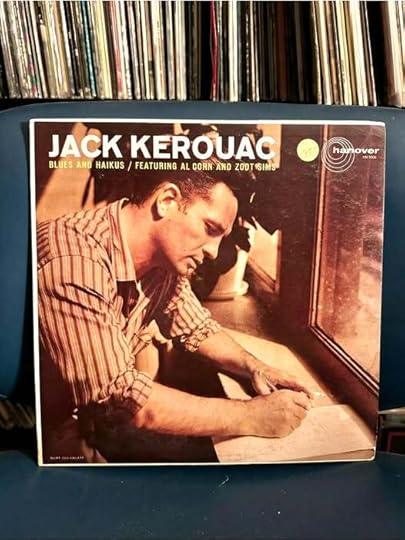 JACK KEROUAC
BLUES AND HAIKUS / FEATURING AL COHN AND ZOOT SIMS
hanover